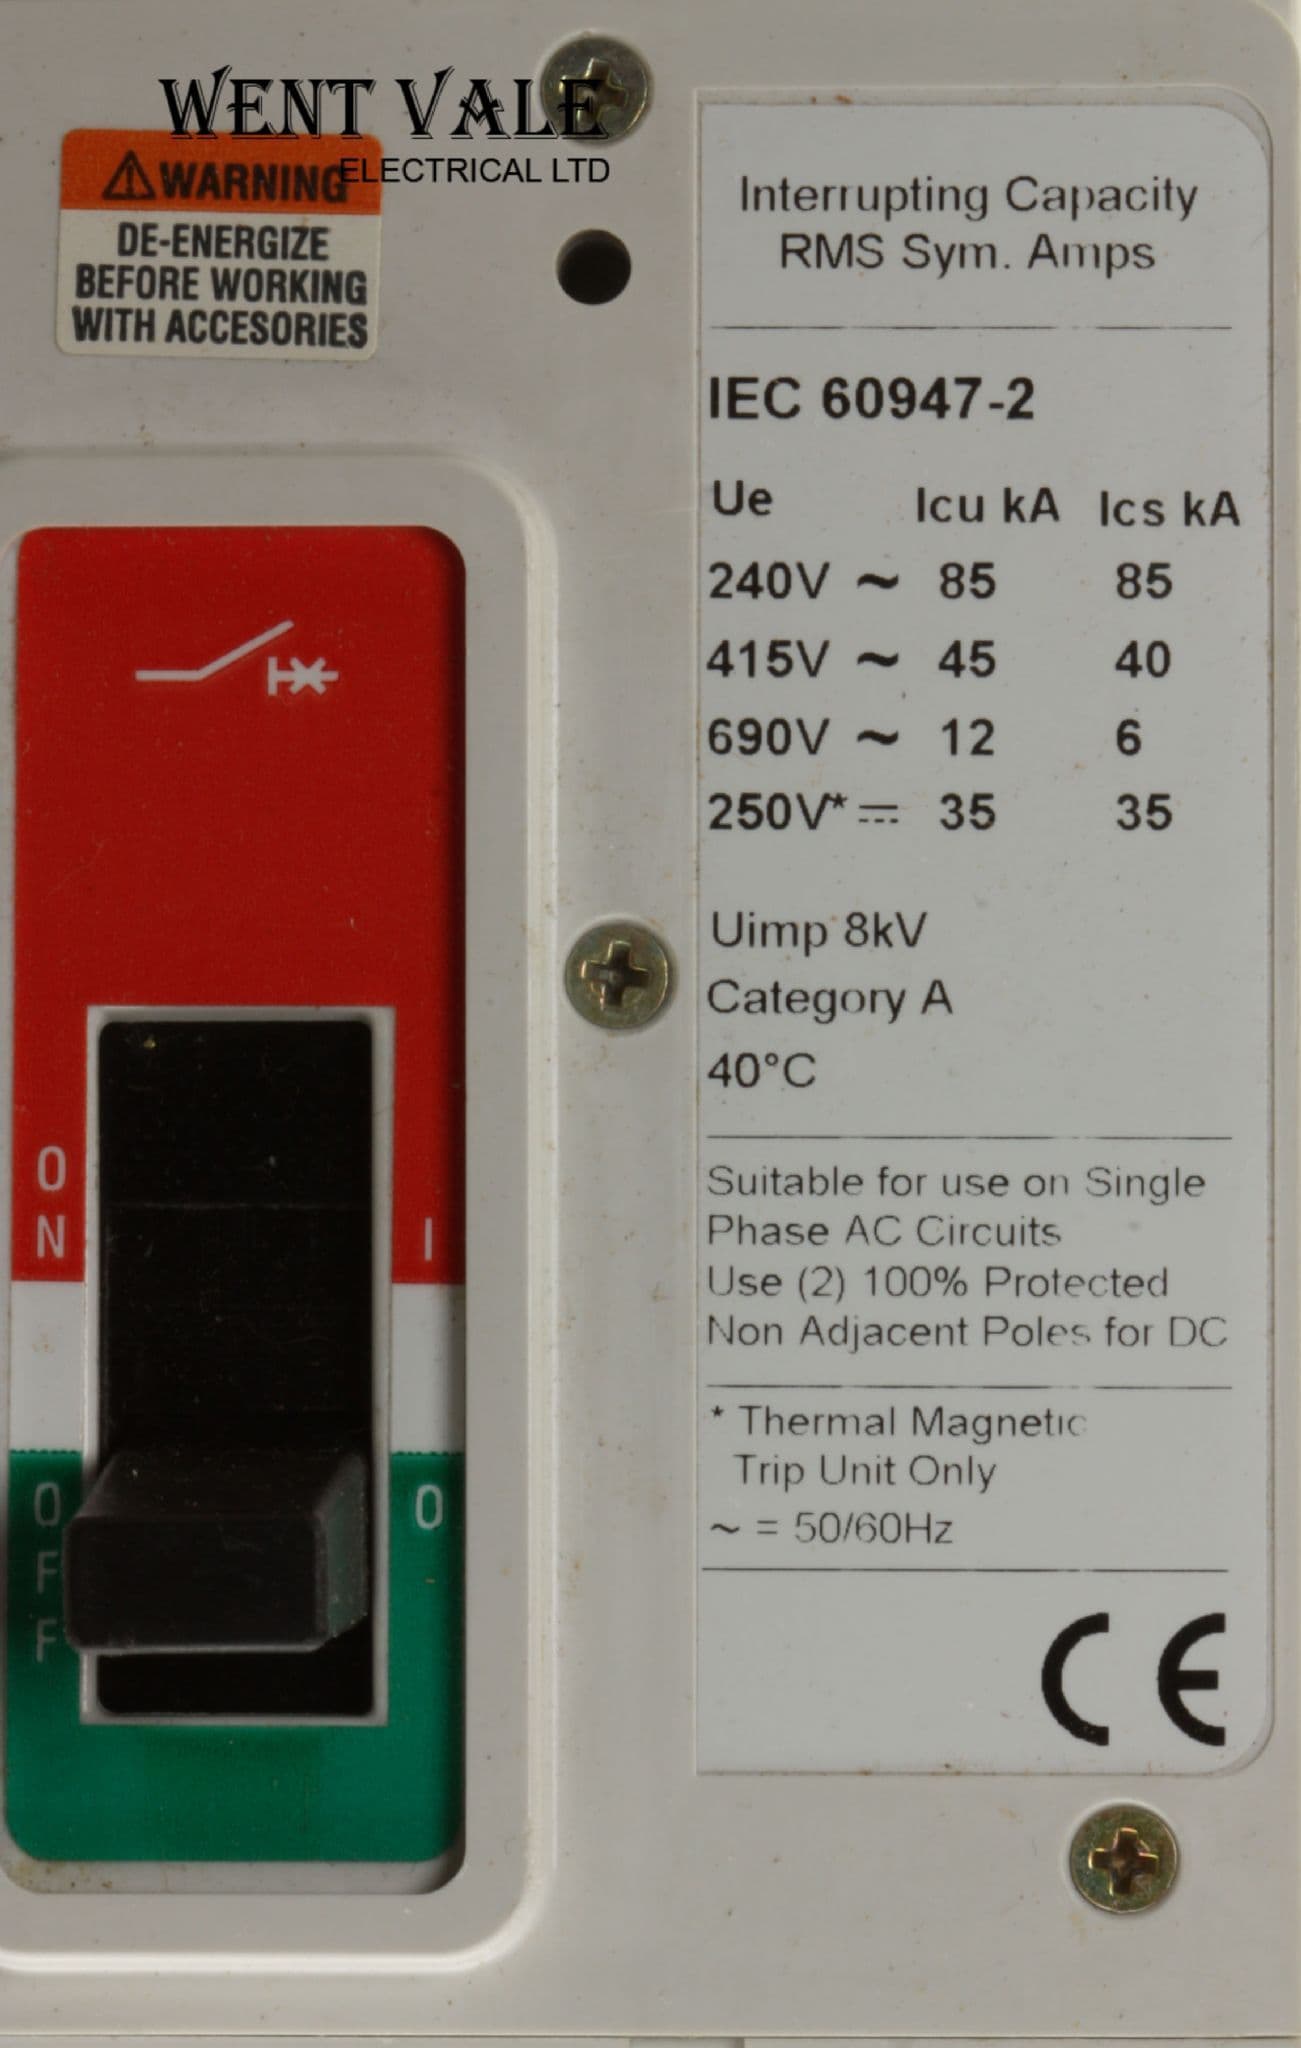 WENT VALE
ELECTRICAL LTD
WARNING
DE-ENERGIZE
BEFORE WORKING
WITH ACCESORIES
ON
I
OFF
O
Interrupting Capacity
RMS Sym. Amps
IEC 60947-2
Ue Icu kA Ics kA
240V ~ 85 85
415V ~ 45 40
690V ~ 12 6
250V* ⎓ 35 35
Uimp 8kV
Category A
40°C
Suitable for use on Single
Phase AC Circuits
Use (2) 100% Protected
Non Adjacent Poles for DC
* Thermal Magnetic
Trip Unit Only
~ = 50/60Hz
CE